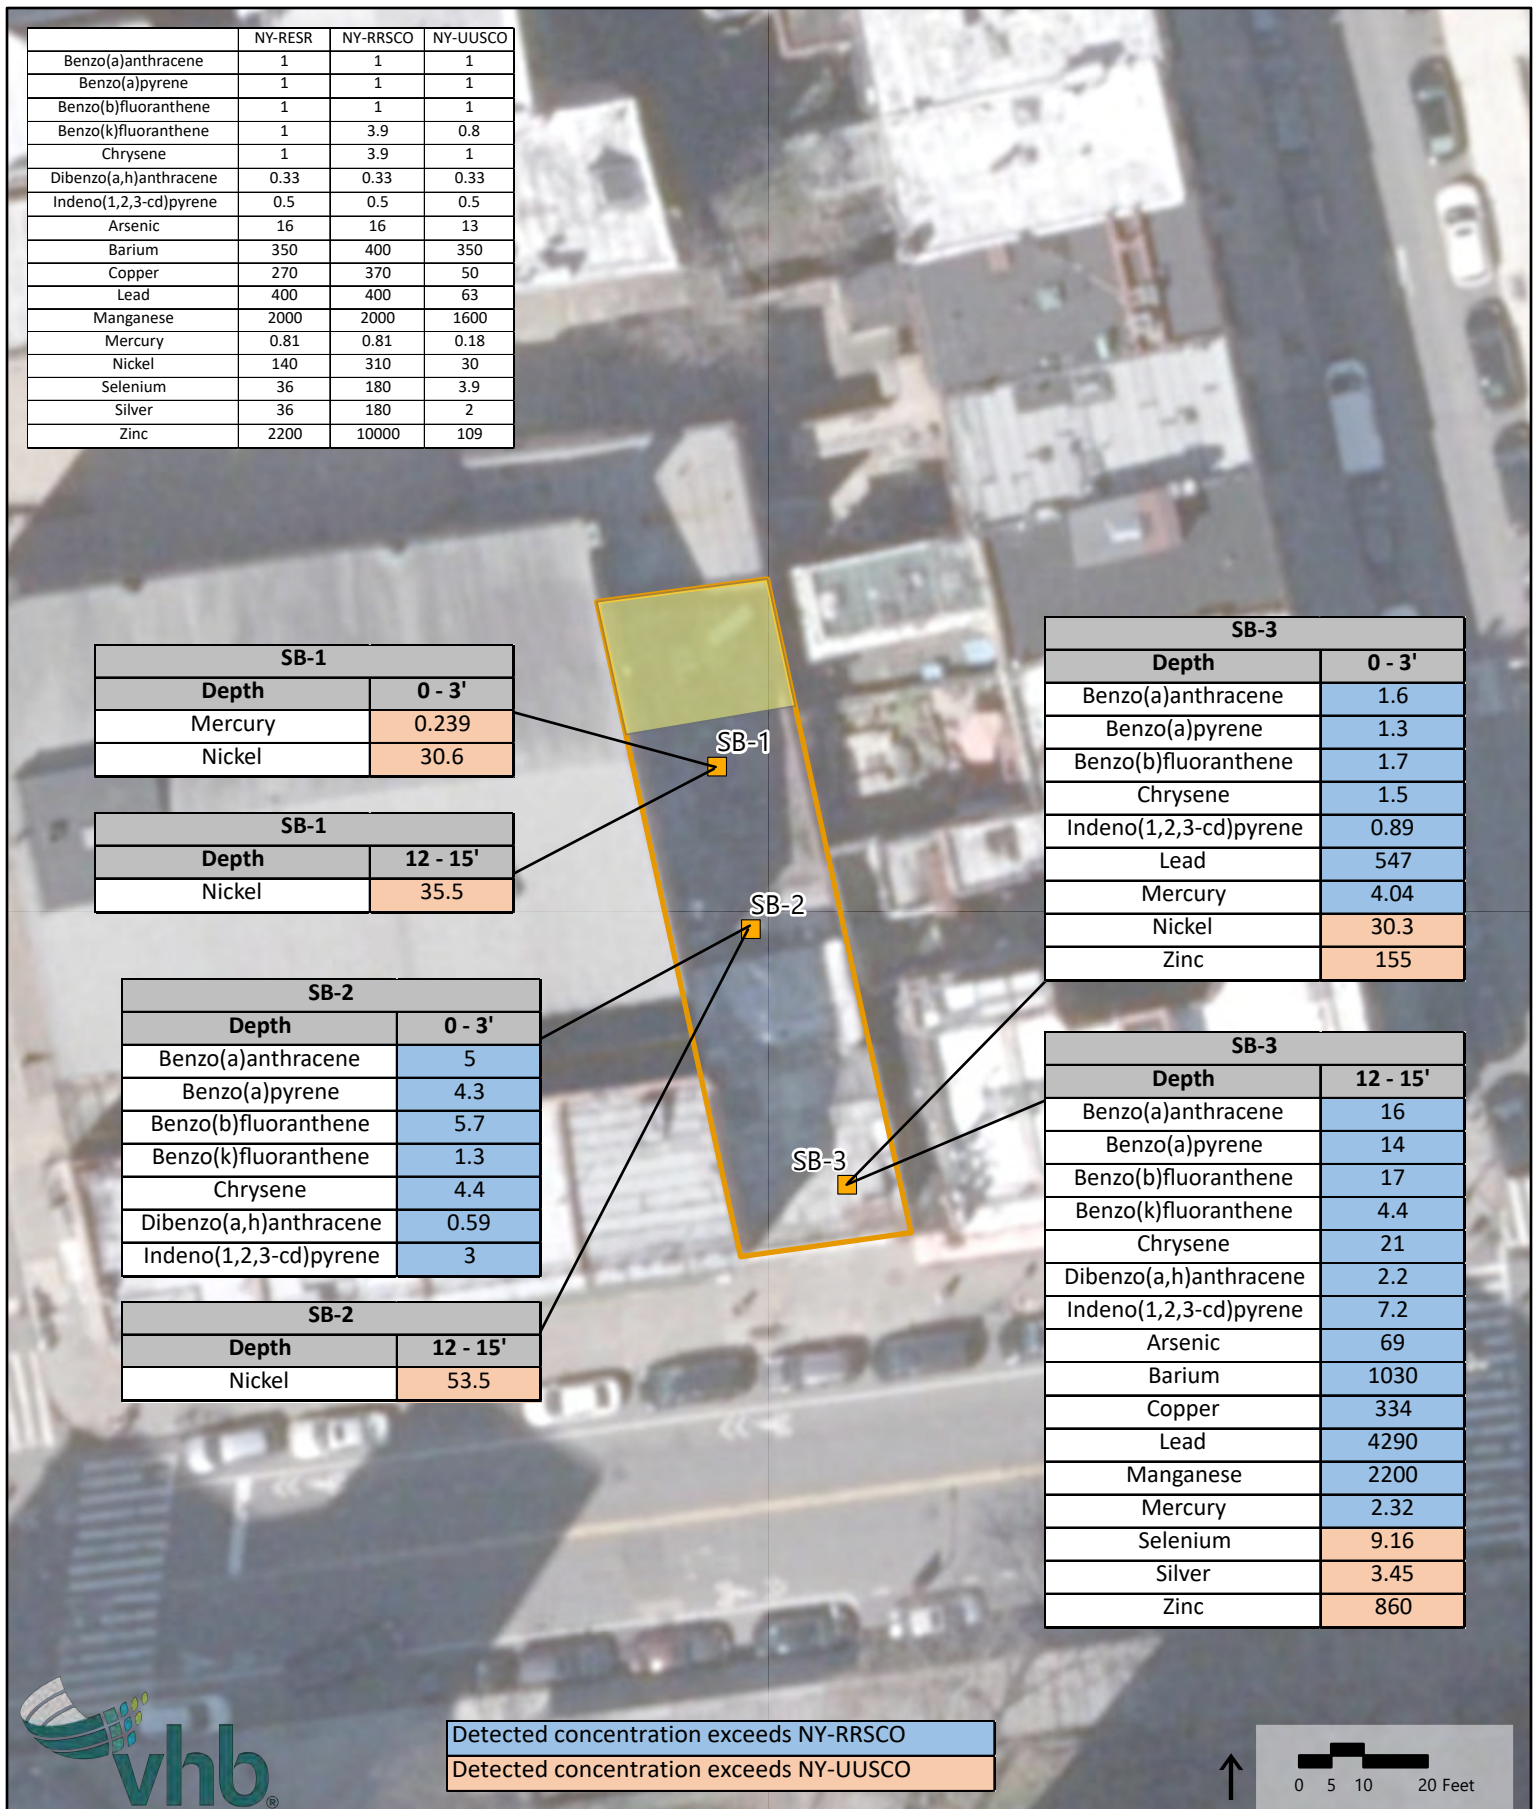 NY-RESR NY-RRSCO NY-UUSCO
Benzo(a)anthracene 1 1 1
Benzo(a)pyrene 1 1 1
Benzo(b)fluoranthene 1 1 1
Benzo(k)fluoranthene 1 3.9 0.8
Chrysene 1 3.9 1
Dibenzo(a,h)anthracene 0.33 0.33 0.33
Indeno(1,2,3-cd)pyrene 0.5 0.5 0.5
Arsenic 16 16 13
Barium 350 400 350
Copper 270 370 50
Lead 400 400 63
Manganese 2000 2000 1600
Mercury 0.81 0.81 0.18
Nickel 140 310 30
Selenium 36 180 3.9
Silver 36 180 2
Zinc 2200 10000 109
SB-1
Depth 0 - 3'
Mercury 0.239
Nickel 30.6
SB-1
Depth 12 - 15'
Nickel 35.5
SB-2
Depth 0 - 3'
Benzo(a)anthracene 5
Benzo(a)pyrene 4.3
Benzo(b)fluoranthene 5.7
Benzo(k)fluoranthene 1.3
Chrysene 4.4
Dibenzo(a,h)anthracene 0.59
Indeno(1,2,3-cd)pyrene 3
SB-2
Depth 12 - 15'
Nickel 53.5
SB-1
SB-2
SB-3
SB-3
Depth 0 - 3'
Benzo(a)anthracene 1.6
Benzo(a)pyrene 1.3
Benzo(b)fluoranthene 1.7
Chrysene 1.5
Indeno(1,2,3-cd)pyrene 0.89
Lead 547
Mercury 4.04
Nickel 30.3
Zinc 155
SB-3
Depth 12 - 15'
Benzo(a)anthracene 16
Benzo(a)pyrene 14
Benzo(b)fluoranthene 17
Benzo(k)fluoranthene 4.4
Chrysene 21
Dibenzo(a,h)anthracene 2.2
Indeno(1,2,3-cd)pyrene 7.2
Arsenic 69
Barium 1030
Copper 334
Lead 4290
Manganese 2200
Mercury 2.32
Selenium 9.16
Silver 3.45
Zinc 860
vhb®
Detected concentration exceeds NY-RRSCO
Detected concentration exceeds NY-UUSCO
0 5 10 20 Feet